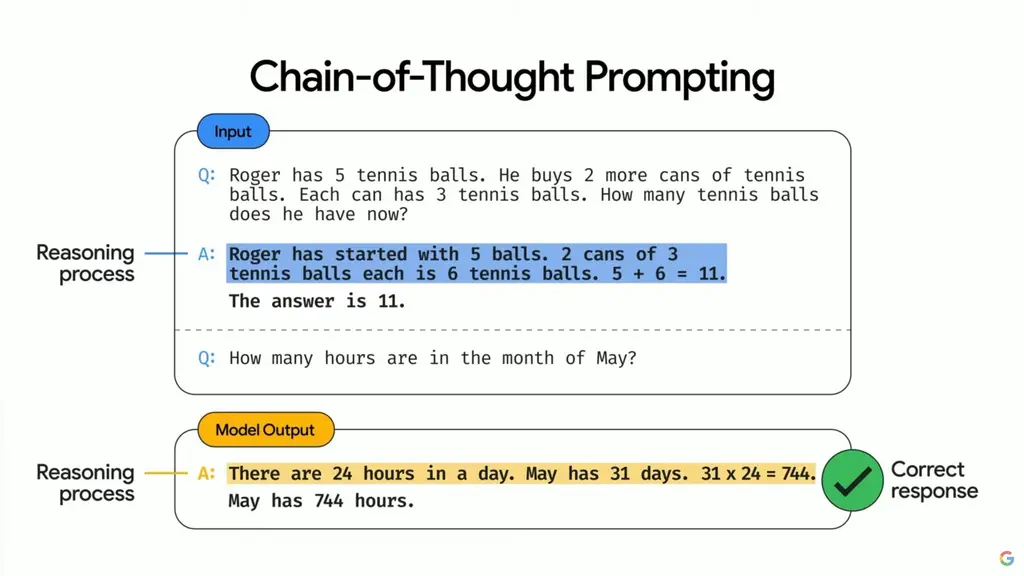 Chain-of-Thought Prompting
Input
Q: Roger has 5 tennis balls. He buys 2 more cans of tennis
balls. Each can has 3 tennis balls. How many tennis balls
does he have now?
Reasoning
process
A: Roger has started with 5 balls. 2 cans of 3
tennis balls each is 6 tennis balls. 5 + 6 = 11.
The answer is 11.
Q: How many hours are in the month of May?
Model Output
Reasoning
process
A: There are 24 hours in a day. May has 31 days. 31 x 24 = 744.
May has 744 hours.
Correct
response
G